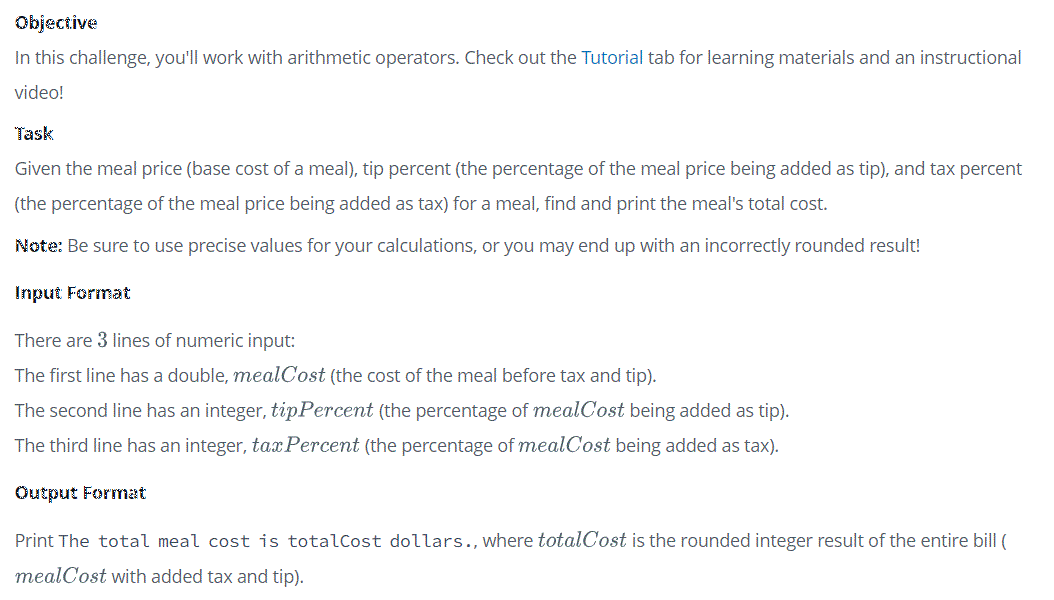 Objective
In this challenge, you'll work with arithmetic operators. Check out the Tutorial tab for learning materials and an instructional
video!
Task
Given the meal price (base cost of a meal), tip percent (the percentage of the meal price being added as tip), and tax percent
(the percentage of the meal price being added as tax) for a meal, find and print the meal's total cost.
Note: Be sure to use precise values for your calculations, or you may end up with an incorrectly rounded result!
Input Format
There are 3 lines of numeric input:
The first line has a double, mealCost (the cost of the meal before tax and tip).
The second line has an integer, tipPercent (the percentage of mealCost being added as tip).
The third line has an integer, taxPercent (the percentage of mealCost being added as tax).
Output Format
Print The total meal cost is totalCost dollars., where totalCost is the rounded integer result of the entire bill (
mealCost with added tax and tip).